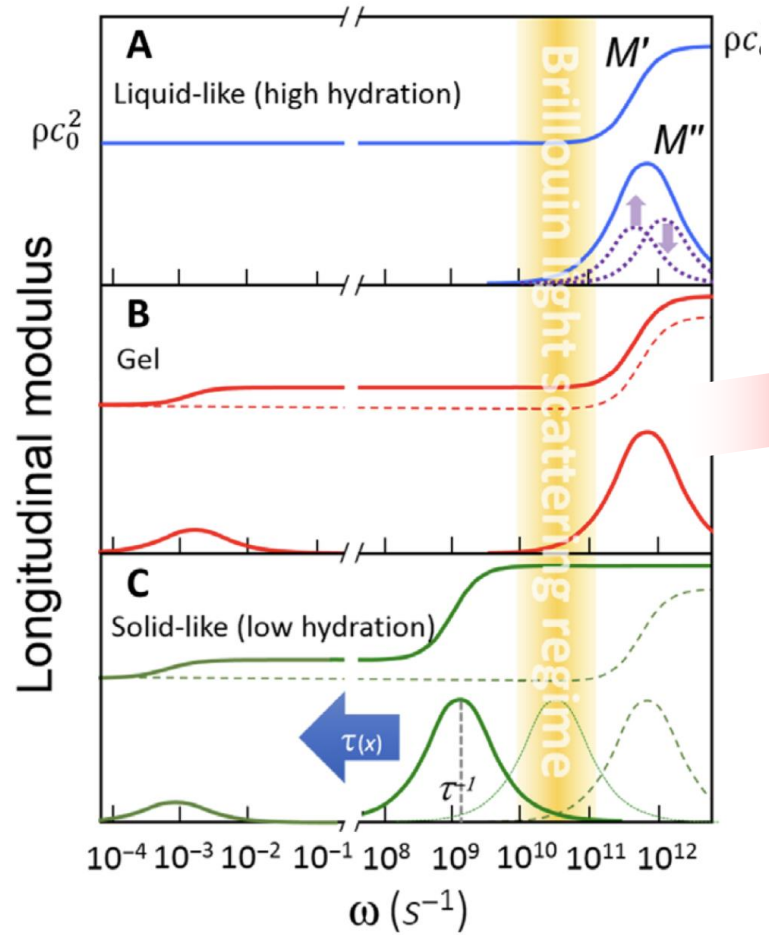 A
Liquid-like (high hydration)
ρc₀²
M′
ρc
M″
B
Gel
C
Solid-like (low hydration)
τ(x)
τ⁻¹
Brillouin light scattering regime
Longitudinal modulus
10⁻⁴ 10⁻³ 10⁻² 10⁻¹ 10⁸ 10⁹ 10¹⁰ 10¹¹ 10¹²
ω (s⁻¹)